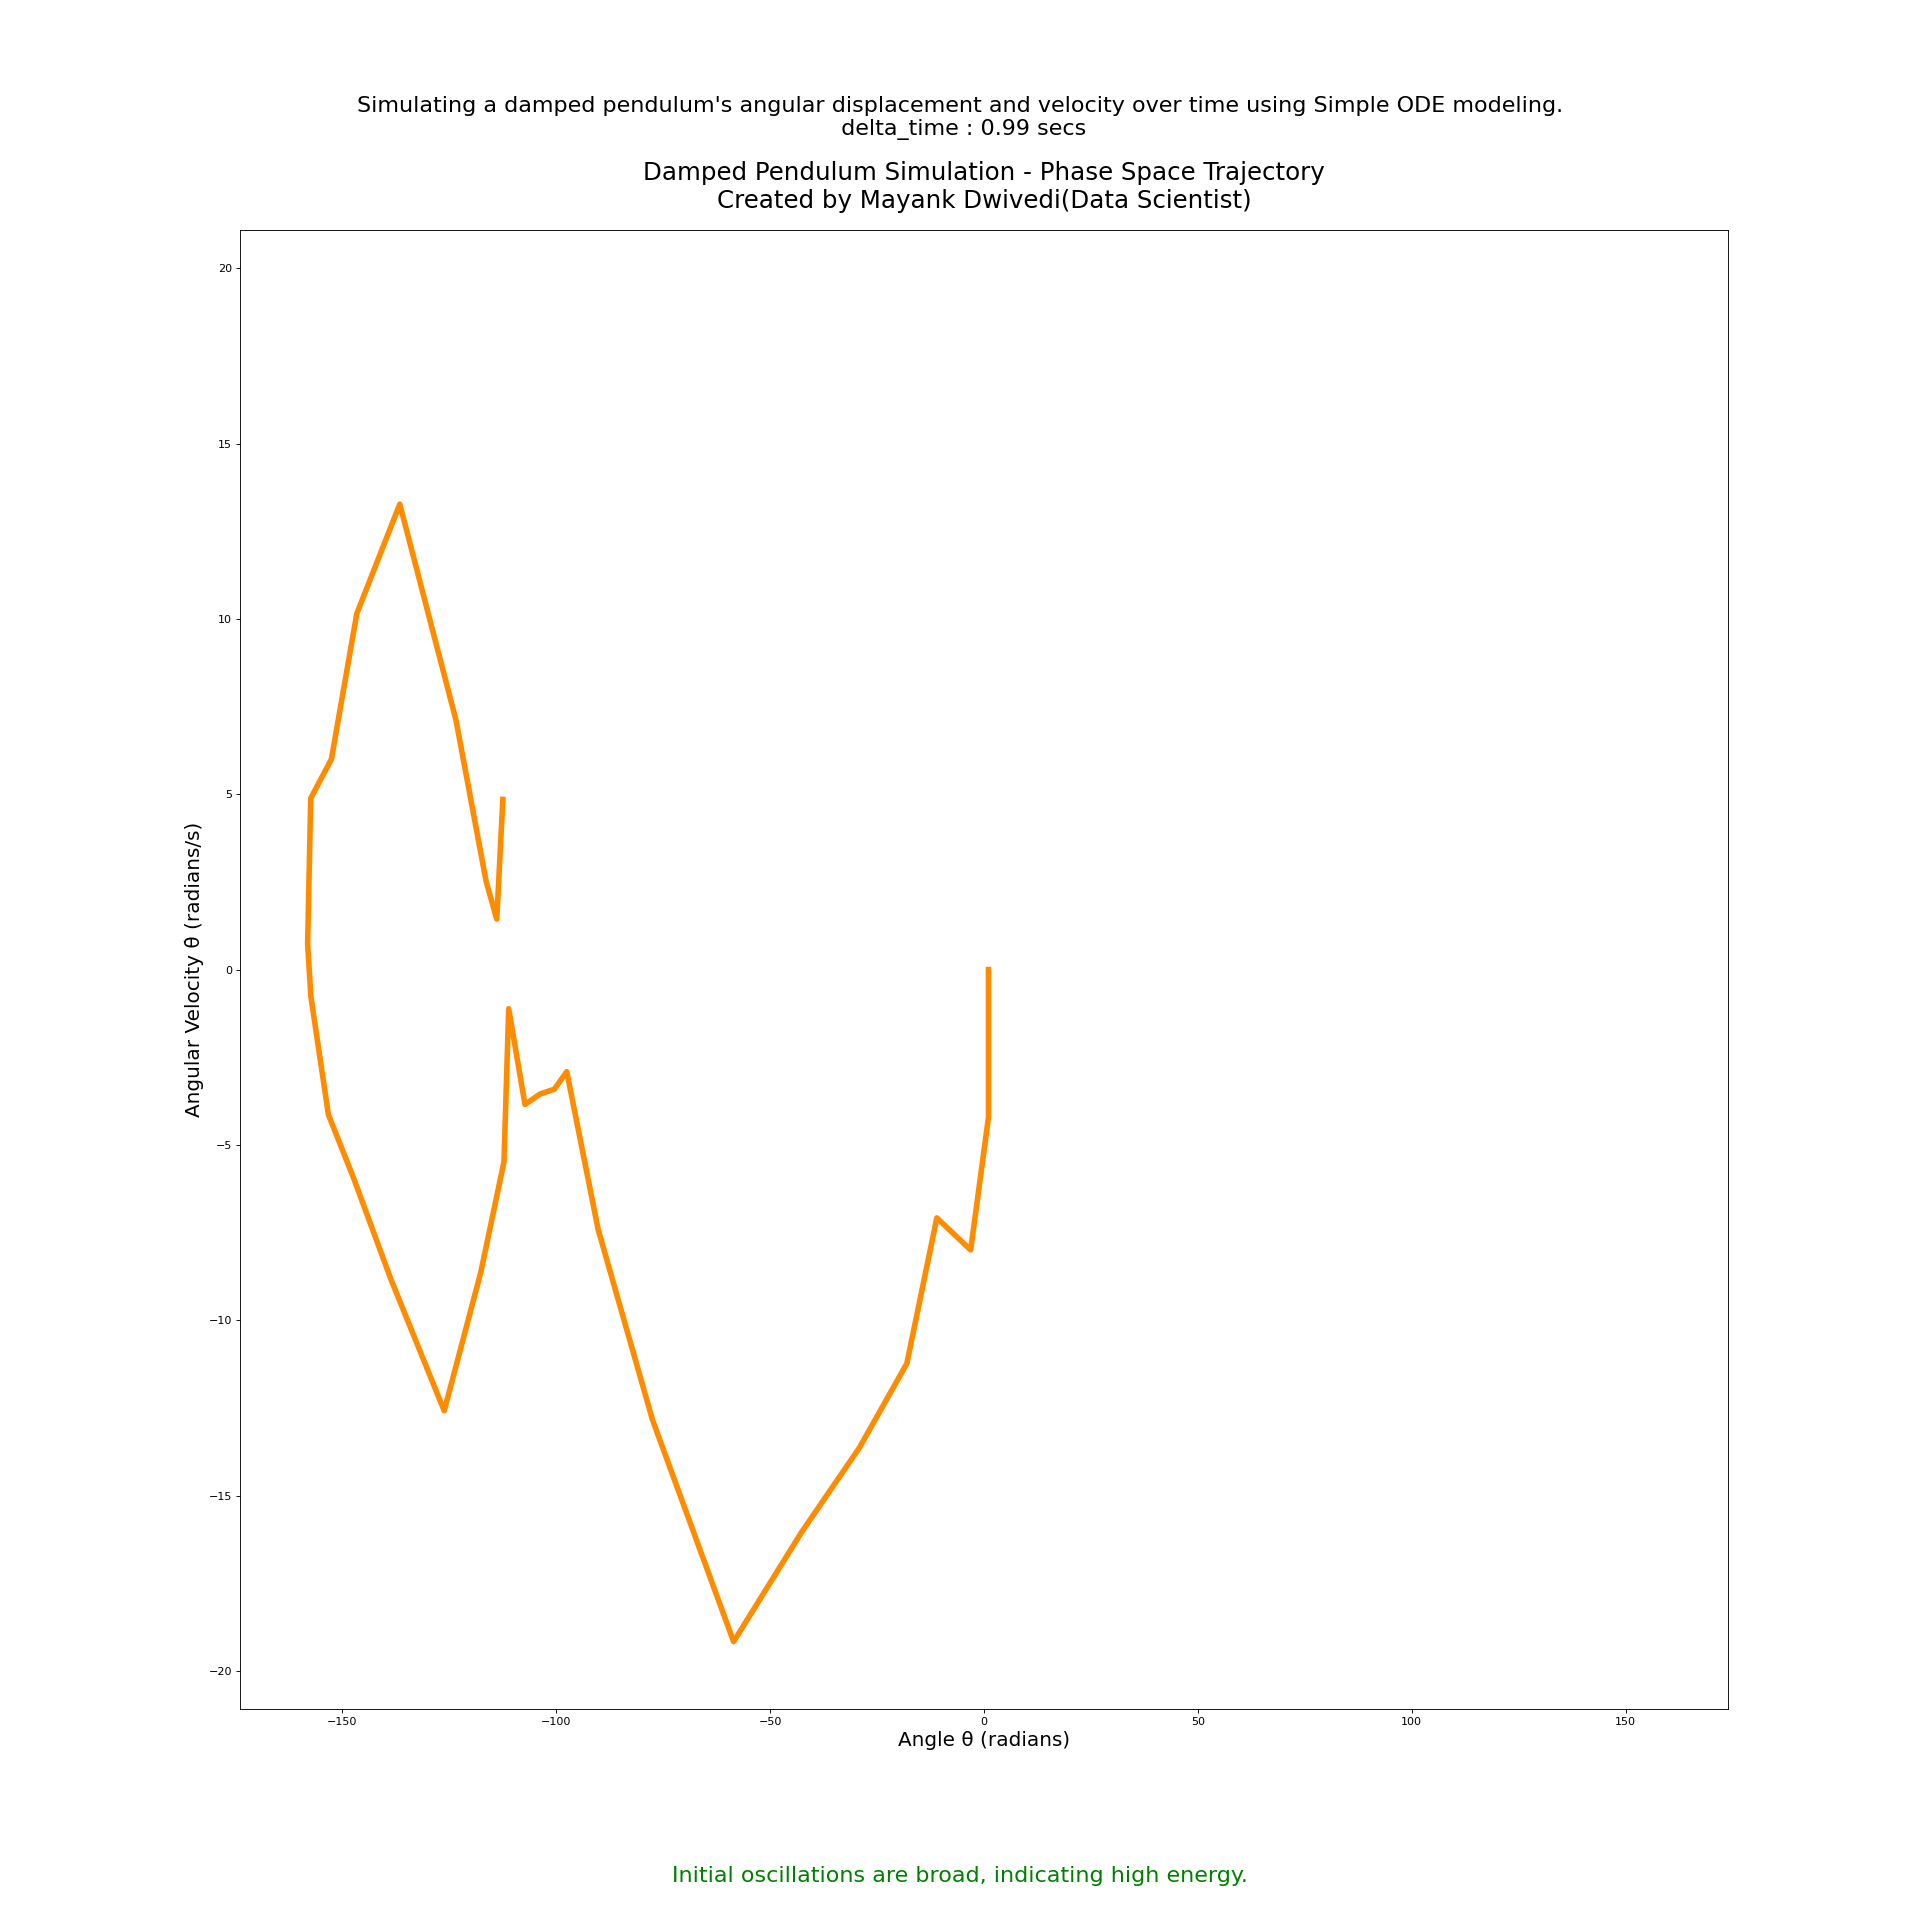 Simulating a damped pendulum's angular displacement and velocity over time using Simple ODE modeling.
delta_time : 0.99 secs
Damped Pendulum Simulation - Phase Space Trajectory
Created by Mayank Dwivedi(Data Scientist)
20
15
10
5
0
−5
−10
−15
−20
Angular Velocity θ (radians/s)
−150
−100
−50
0
50
100
150
Angle θ (radians)
Initial oscillations are broad, indicating high energy.